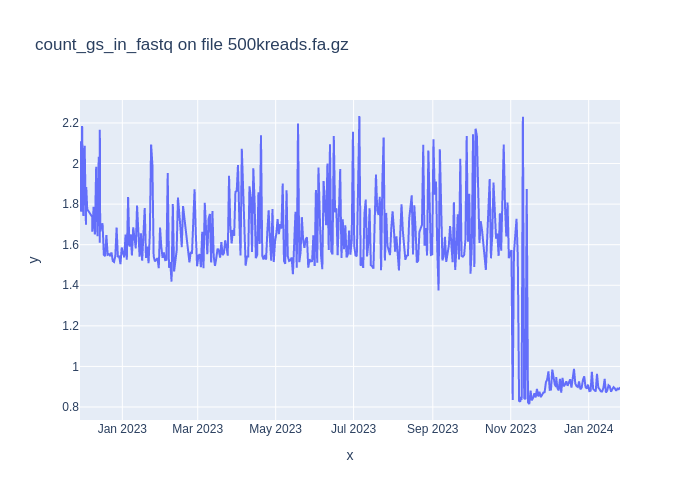 count_gs_in_fastq on file 500kreads.fa.gz
2.2
2
1.8
1.6
1.4
1.2
1
0.8
y
Jan 2023
Mar 2023
May 2023
Jul 2023
Sep 2023
Nov 2023
Jan 2024
x